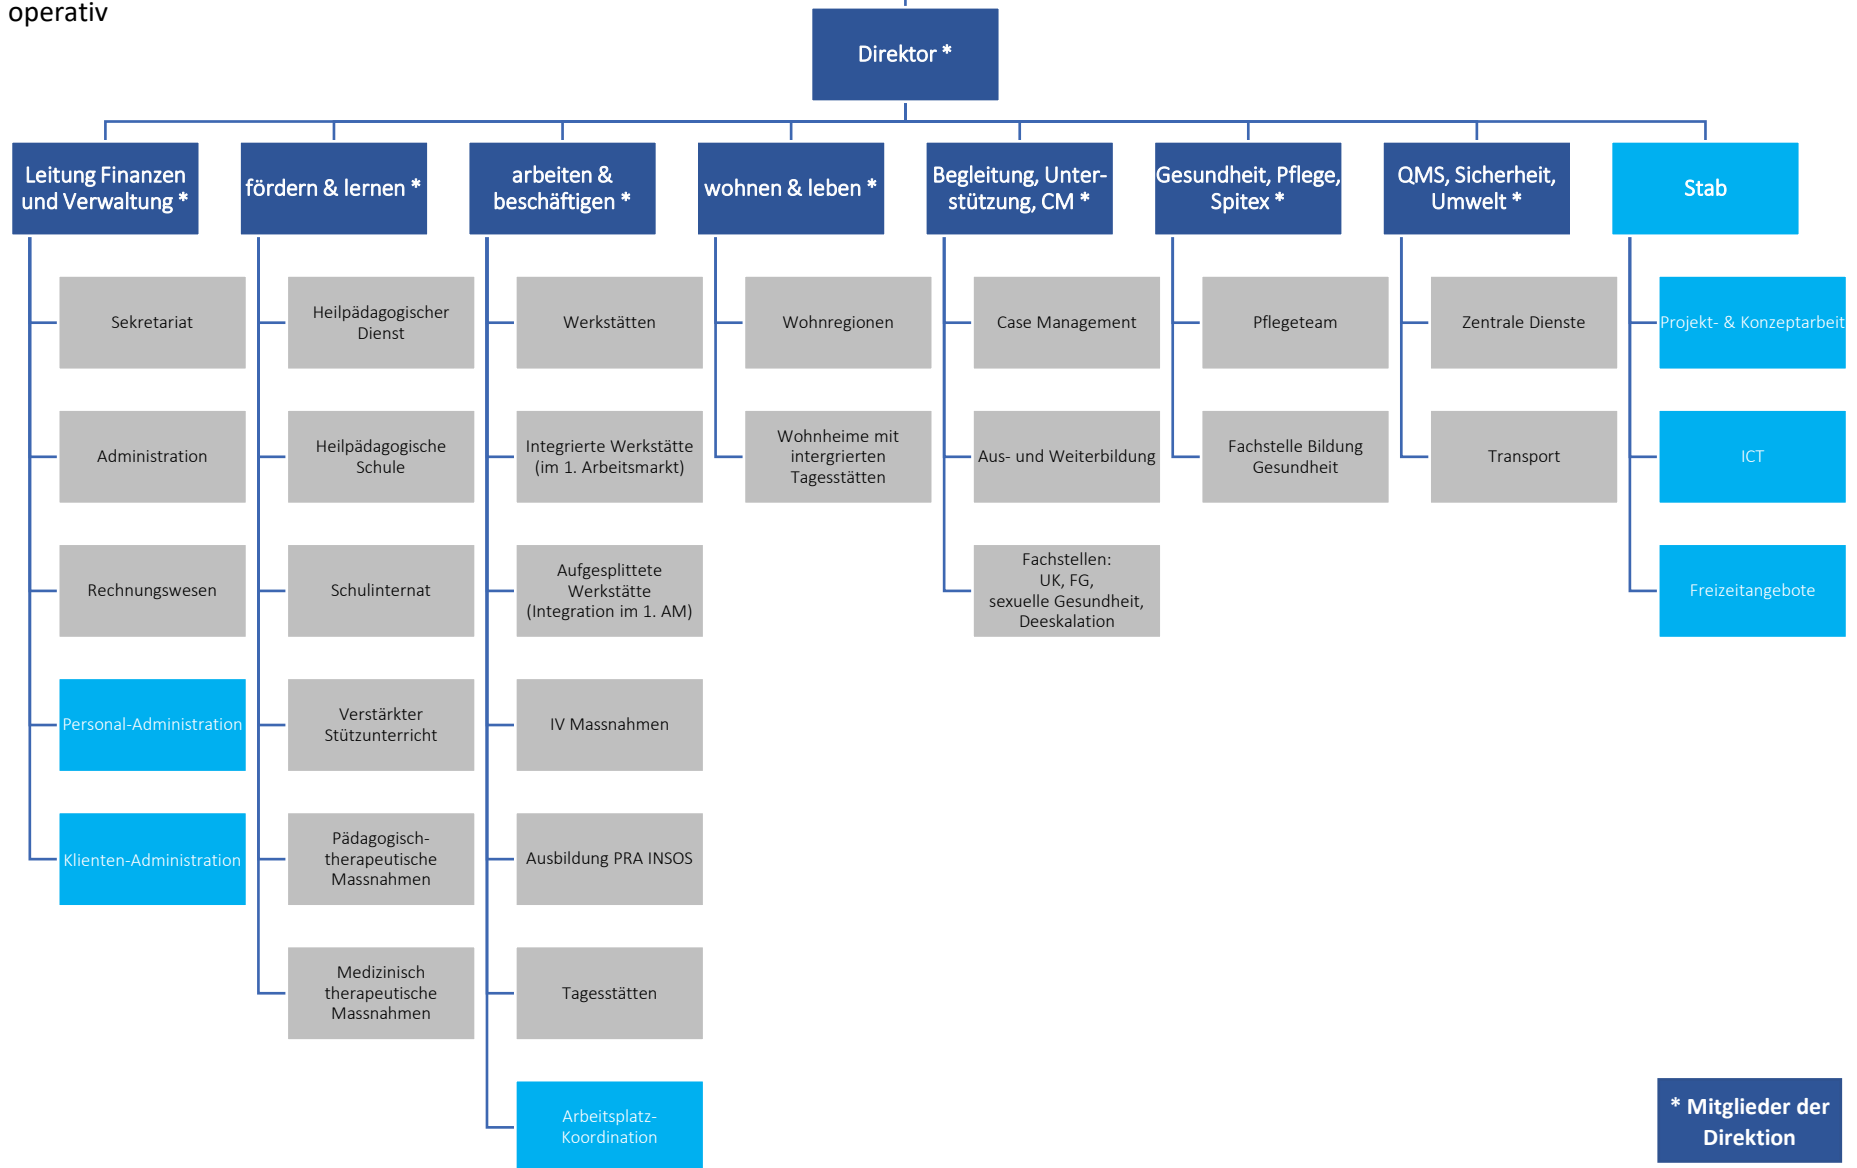 operativ
Direktor *
Leitung Finanzen
und Verwaltung *
fördern & lernen *
arbeiten &
beschäftigen *
wohnen & leben *
Begleitung, Unter-
stützung, CM *
Gesundheit, Pflege,
Spitex *
QMS, Sicherheit,
Umwelt *
Stab
Sekretariat
Administration
Rechnungswesen
Personal-Administration
Klienten-Administration
Heilpädagogischer
Dienst
Heilpädagogische
Schule
Schulinternat
Verstärkter
Stützunterricht
Pädagogisch-
therapeutische
Massnahmen
Medizinisch
therapeutische
Massnahmen
Werkstätten
Integrierte Werkstätte
(im 1. Arbeitsmarkt)
Aufgesplittete
Werkstätte
(Integration im 1. AM)
IV Massnahmen
Ausbildung PRA INSOS
Tagesstätten
Arbeitsplatz-
Koordination
Wohnregionen
Wohnheime mit
intergrierten
Tagesstätten
Case Management
Aus- und Weiterbildung
Fachstellen:
UK, FG,
sexuelle Gesundheit,
Deeskalation
Pflegeteam
Fachstelle Bildung
Gesundheit
Zentrale Dienste
Transport
Projekt- & Konzeptarbeit
ICT
Freizeitangebote
* Mitglieder der
Direktion